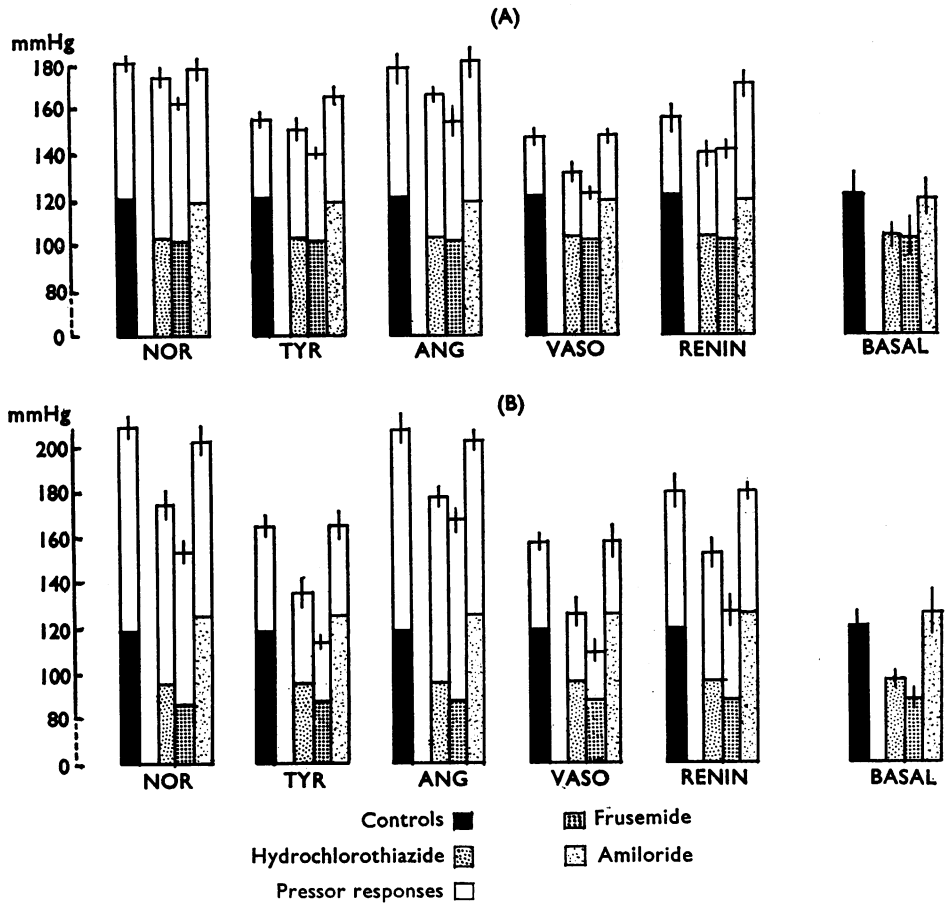 (A)
mmHg
180
160
140
120
100
80
0
NOR TYR ANG VASO RENIN BASAL
(B)
mmHg
200
180
160
140
120
100
80
0
NOR TYR ANG VASO RENIN BASAL
Controls Frusemide
Hydrochlorothiazide Amiloride
Pressor responses